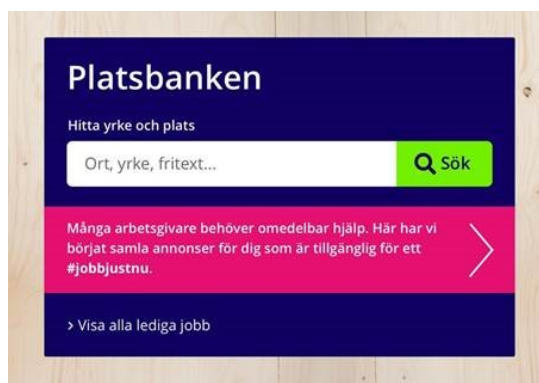 Platsbanken
Hitta yrke och plats
Ort, yrke, fritext...
Sök
Många arbetsgivare behöver omedelbar hjälp. Här har vi
börjat samla annonser för dig som är tillgänglig för ett
#jobbjustnu.
Visa alla lediga jobb